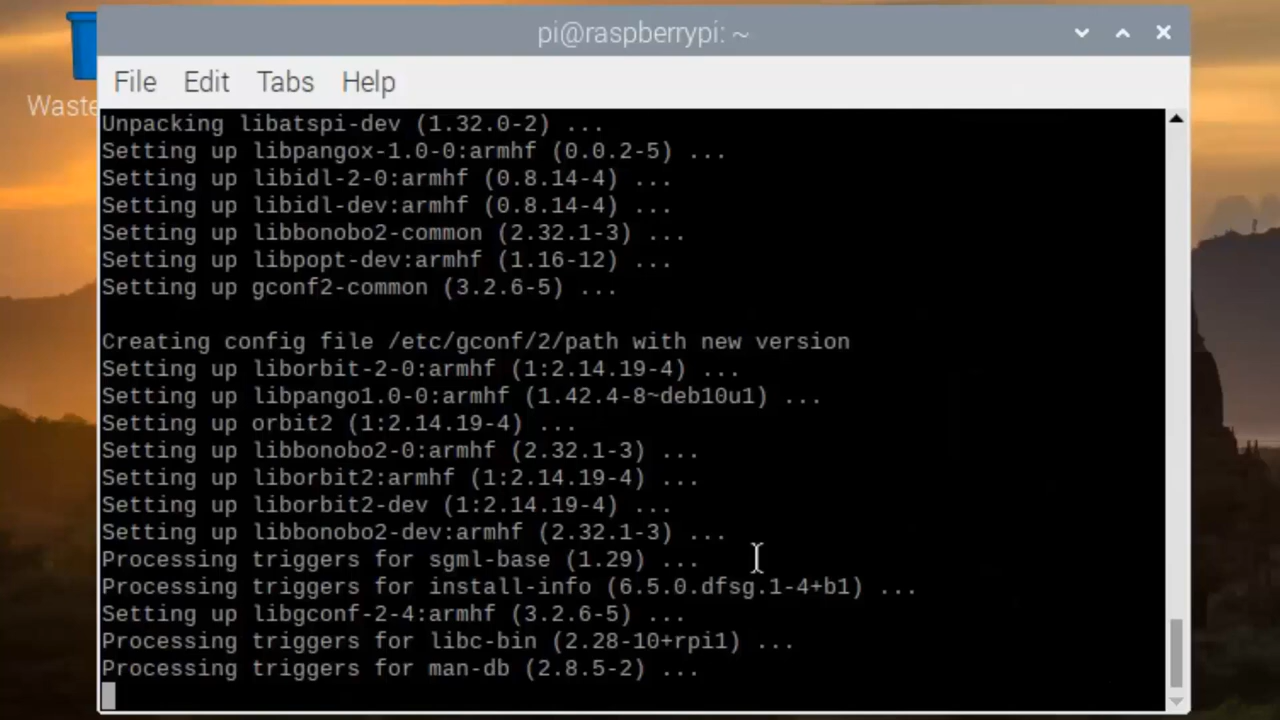 pi@raspberrypi: ~
File Edit Tabs Help
Waste
Unpacking libatspi-dev (1.32.0-2) ...
Setting up libpangox-1.0-0:armhf (0.0.2-5) ...
Setting up libidl-2-0:armhf (0.8.14-4) ...
Setting up libidl-dev:armhf (0.8.14-4) ...
Setting up libbonobo2-common (2.32.1-3) ...
Setting up libpopt-dev:armhf (1.16-12) ...
Setting up gconf2-common (3.2.6-5) ...
Creating config file /etc/gconf/2/path with new version
Setting up liborbit-2-0:armhf (1:2.14.19-4) ...
Setting up libpango1.0-0:armhf (1.42.4-8~deb10u1) ...
Setting up orbit2 (1:2.14.19-4) ...
Setting up libbonobo2-0:armhf (2.32.1-3) ...
Setting up liborbit2:armhf (1:2.14.19-4) ...
Setting up liborbit2-dev (1:2.14.19-4) ...
Setting up libbonobo2-dev:armhf (2.32.1-3) ...
Processing triggers for sgml-base (1.29) ...
Processing triggers for install-info (6.5.0.dfsg.1-4+b1) ...
Setting up libgconf-2-4:armhf (3.2.6-5) ...
Processing triggers for libc-bin (2.28-10+rpi1) ...
Processing triggers for man-db (2.8.5-2) ...